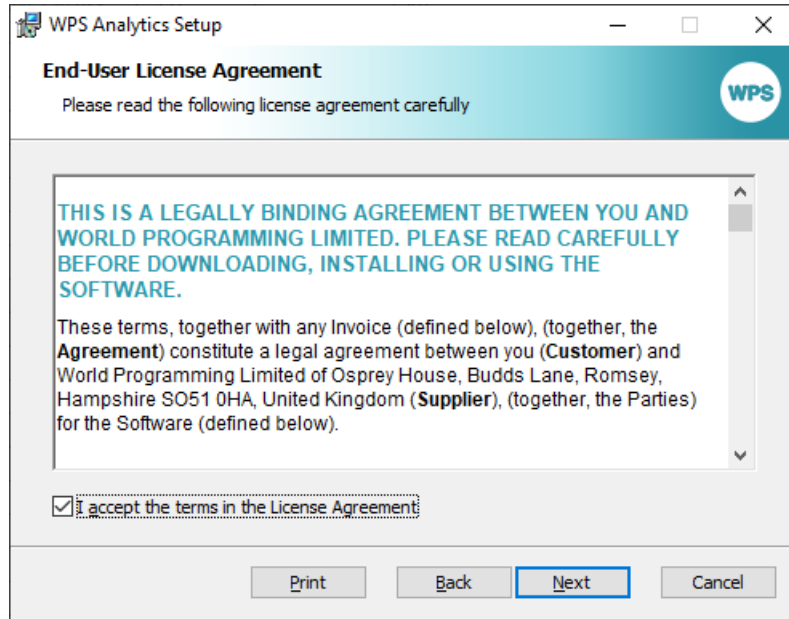 WPS Analytics Setup
End-User License Agreement
Please read the following license agreement carefully
WPS
THIS IS A LEGALLY BINDING AGREEMENT BETWEEN YOU AND
WORLD PROGRAMMING LIMITED. PLEASE READ CAREFULLY
BEFORE DOWNLOADING, INSTALLING OR USING THE
SOFTWARE.
These terms, together with any Invoice (defined below), (together, the
Agreement) constitute a legal agreement between you (Customer) and
World Programming Limited of Osprey House, Budds Lane, Romsey,
Hampshire SO51 0HA, United Kingdom (Supplier), (together, the Parties)
for the Software (defined below).
I accept the terms in the License Agreement
Print Back Next Cancel